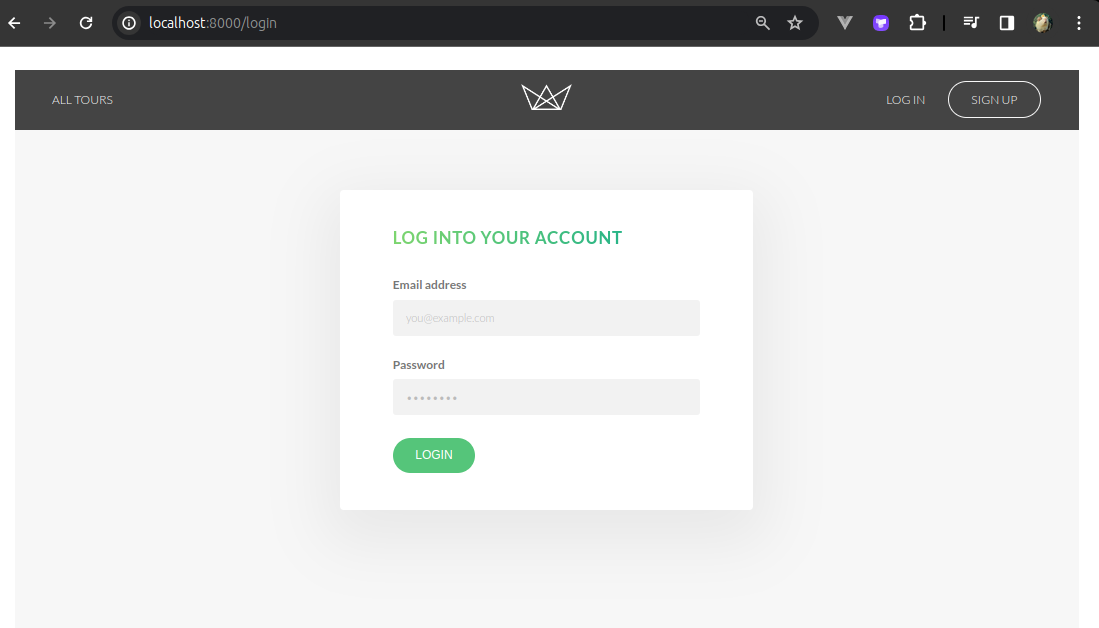 localhost:8000/login
ALL TOURS
LOG IN
SIGN UP
LOG INTO YOUR ACCOUNT
Email address
you@example.com
Password
••••••••
LOGIN